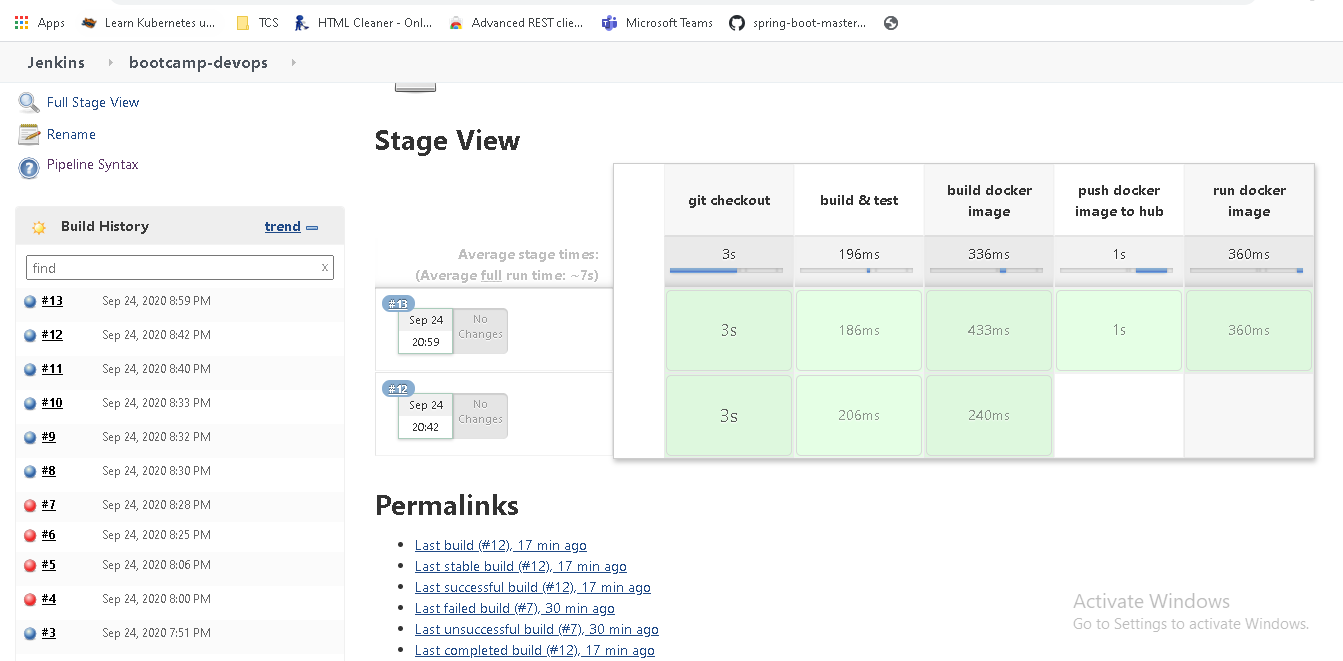 Apps Learn Kubernetes u... TCS HTML Cleaner - Onl... Advanced REST clie... Microsoft Teams spring-boot-master...
Jenkins bootcamp-devops
Full Stage View
Rename
Pipeline Syntax
Build History trend
find x
#13 Sep 24, 2020 8:59 PM
#12 Sep 24, 2020 8:42 PM
#11 Sep 24, 2020 8:40 PM
#10 Sep 24, 2020 8:33 PM
#9 Sep 24, 2020 8:32 PM
#8 Sep 24, 2020 8:30 PM
#7 Sep 24, 2020 8:28 PM
#6 Sep 24, 2020 8:25 PM
#5 Sep 24, 2020 8:06 PM
#4 Sep 24, 2020 8:00 PM
#3 Sep 24, 2020 7:51 PM
Stage View
git checkout
build & test
build docker
image
push docker
image to hub
run docker
image
Average stage times:
(Average full run time: ~7s)
3s 196ms 336ms 1s 360ms
#13
Sep 24
20:59
No
Changes
3s 186ms 433ms 1s 360ms
#12
Sep 24
20:42
No
Changes
3s 206ms 240ms
Permalinks
Last build (#12), 17 min ago
Last stable build (#12), 17 min ago
Last successful build (#12), 17 min ago
Last failed build (#7), 30 min ago
Last unsuccessful build (#7), 30 min ago
Last completed build (#12), 17 min ago
Activate Windows
Go to Settings to activate Windows.